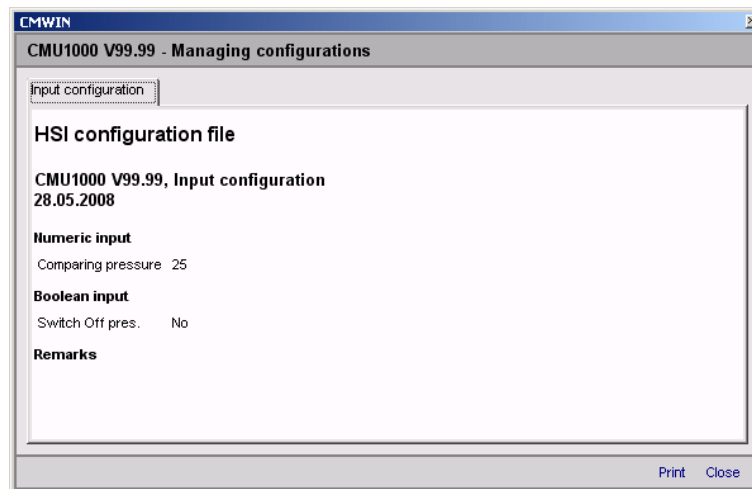 CMWIN
CMU1000 V99.99 - Managing configurations
Input configuration
HSI configuration file
CMU1000 V99.99, Input configuration
28.05.2008
Numeric input
Comparing pressure 25
Boolean input
Switch Off pres. No
Remarks
Print Close